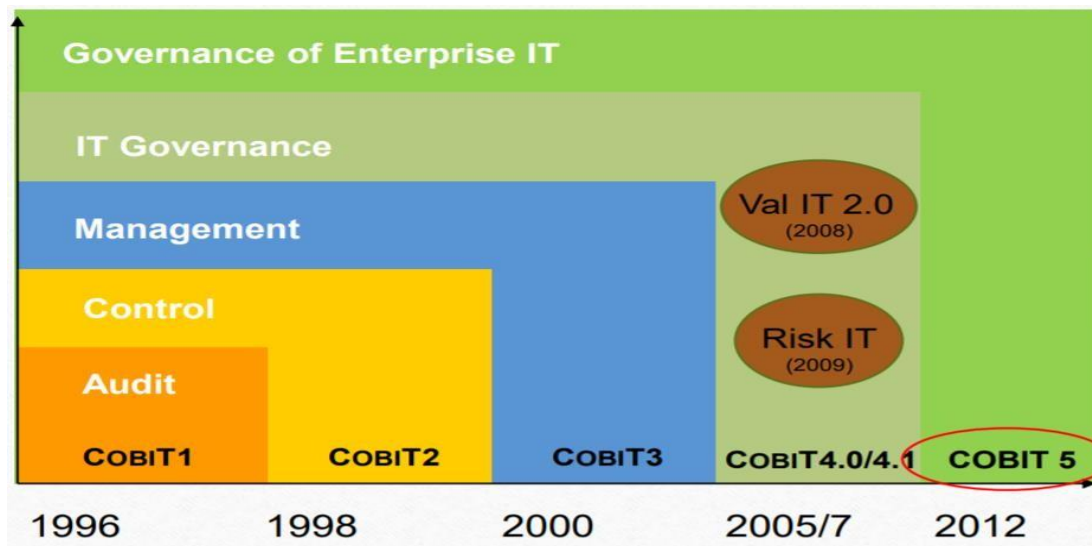 Governance of Enterprise IT
IT Governance
Val IT 2.0
(2008)
Management
Control
Risk IT
(2009)
Audit
COBIT1 COBIT2 COBIT3 COBIT4.0/4.1 COBIT 5
1996 1998 2000 2005/7 2012